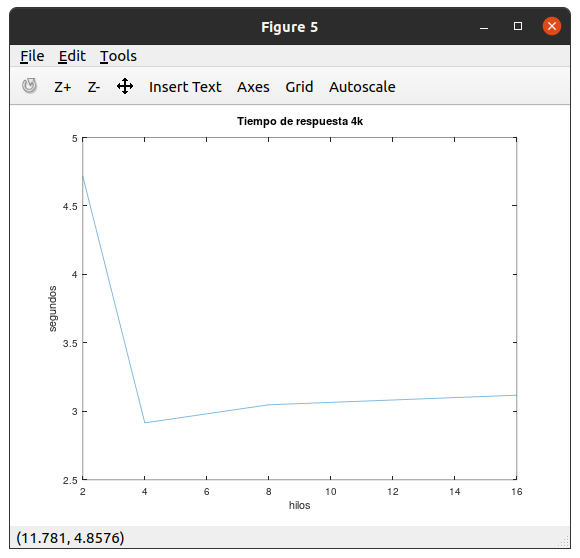 Figure 5
File Edit Tools
Z+ Z- Insert Text Axes Grid Autoscale
Tiempo de respuesta 4k
5
4.5
4
3.5
3
2.5
segundos
2 4 6 8 10 12 14 16
hilos
(11.781, 4.8576)